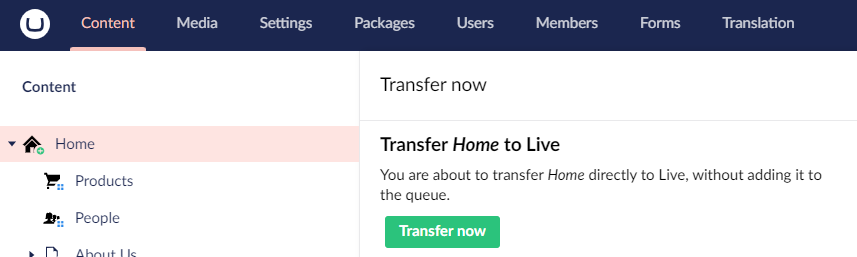 Content Media Settings Packages Users Members Forms Translation
Content
Transfer now
Home
Transfer Home to Live
You are about to transfer Home directly to Live, without adding it to
the queue.
Products
People
Transfer now
About Us